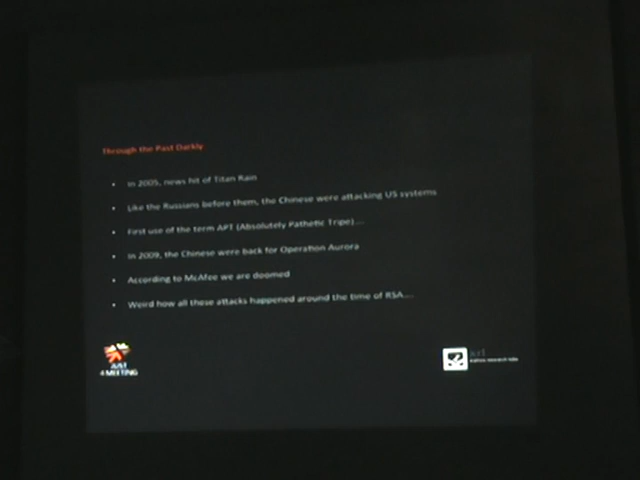 Through the Past Darkly
• In 2005, news hit of Titan Rain
• Like the Russians before them, the Chinese were attacking US systems
• First use of the term APT (Absolutely Pathetic Tripe)...
• In 2009, the Chinese were back for Operation Aurora
• According to McAfee we are doomed
• Weird how all these attacks happened around the time of RSA...
JUST
4MEETING